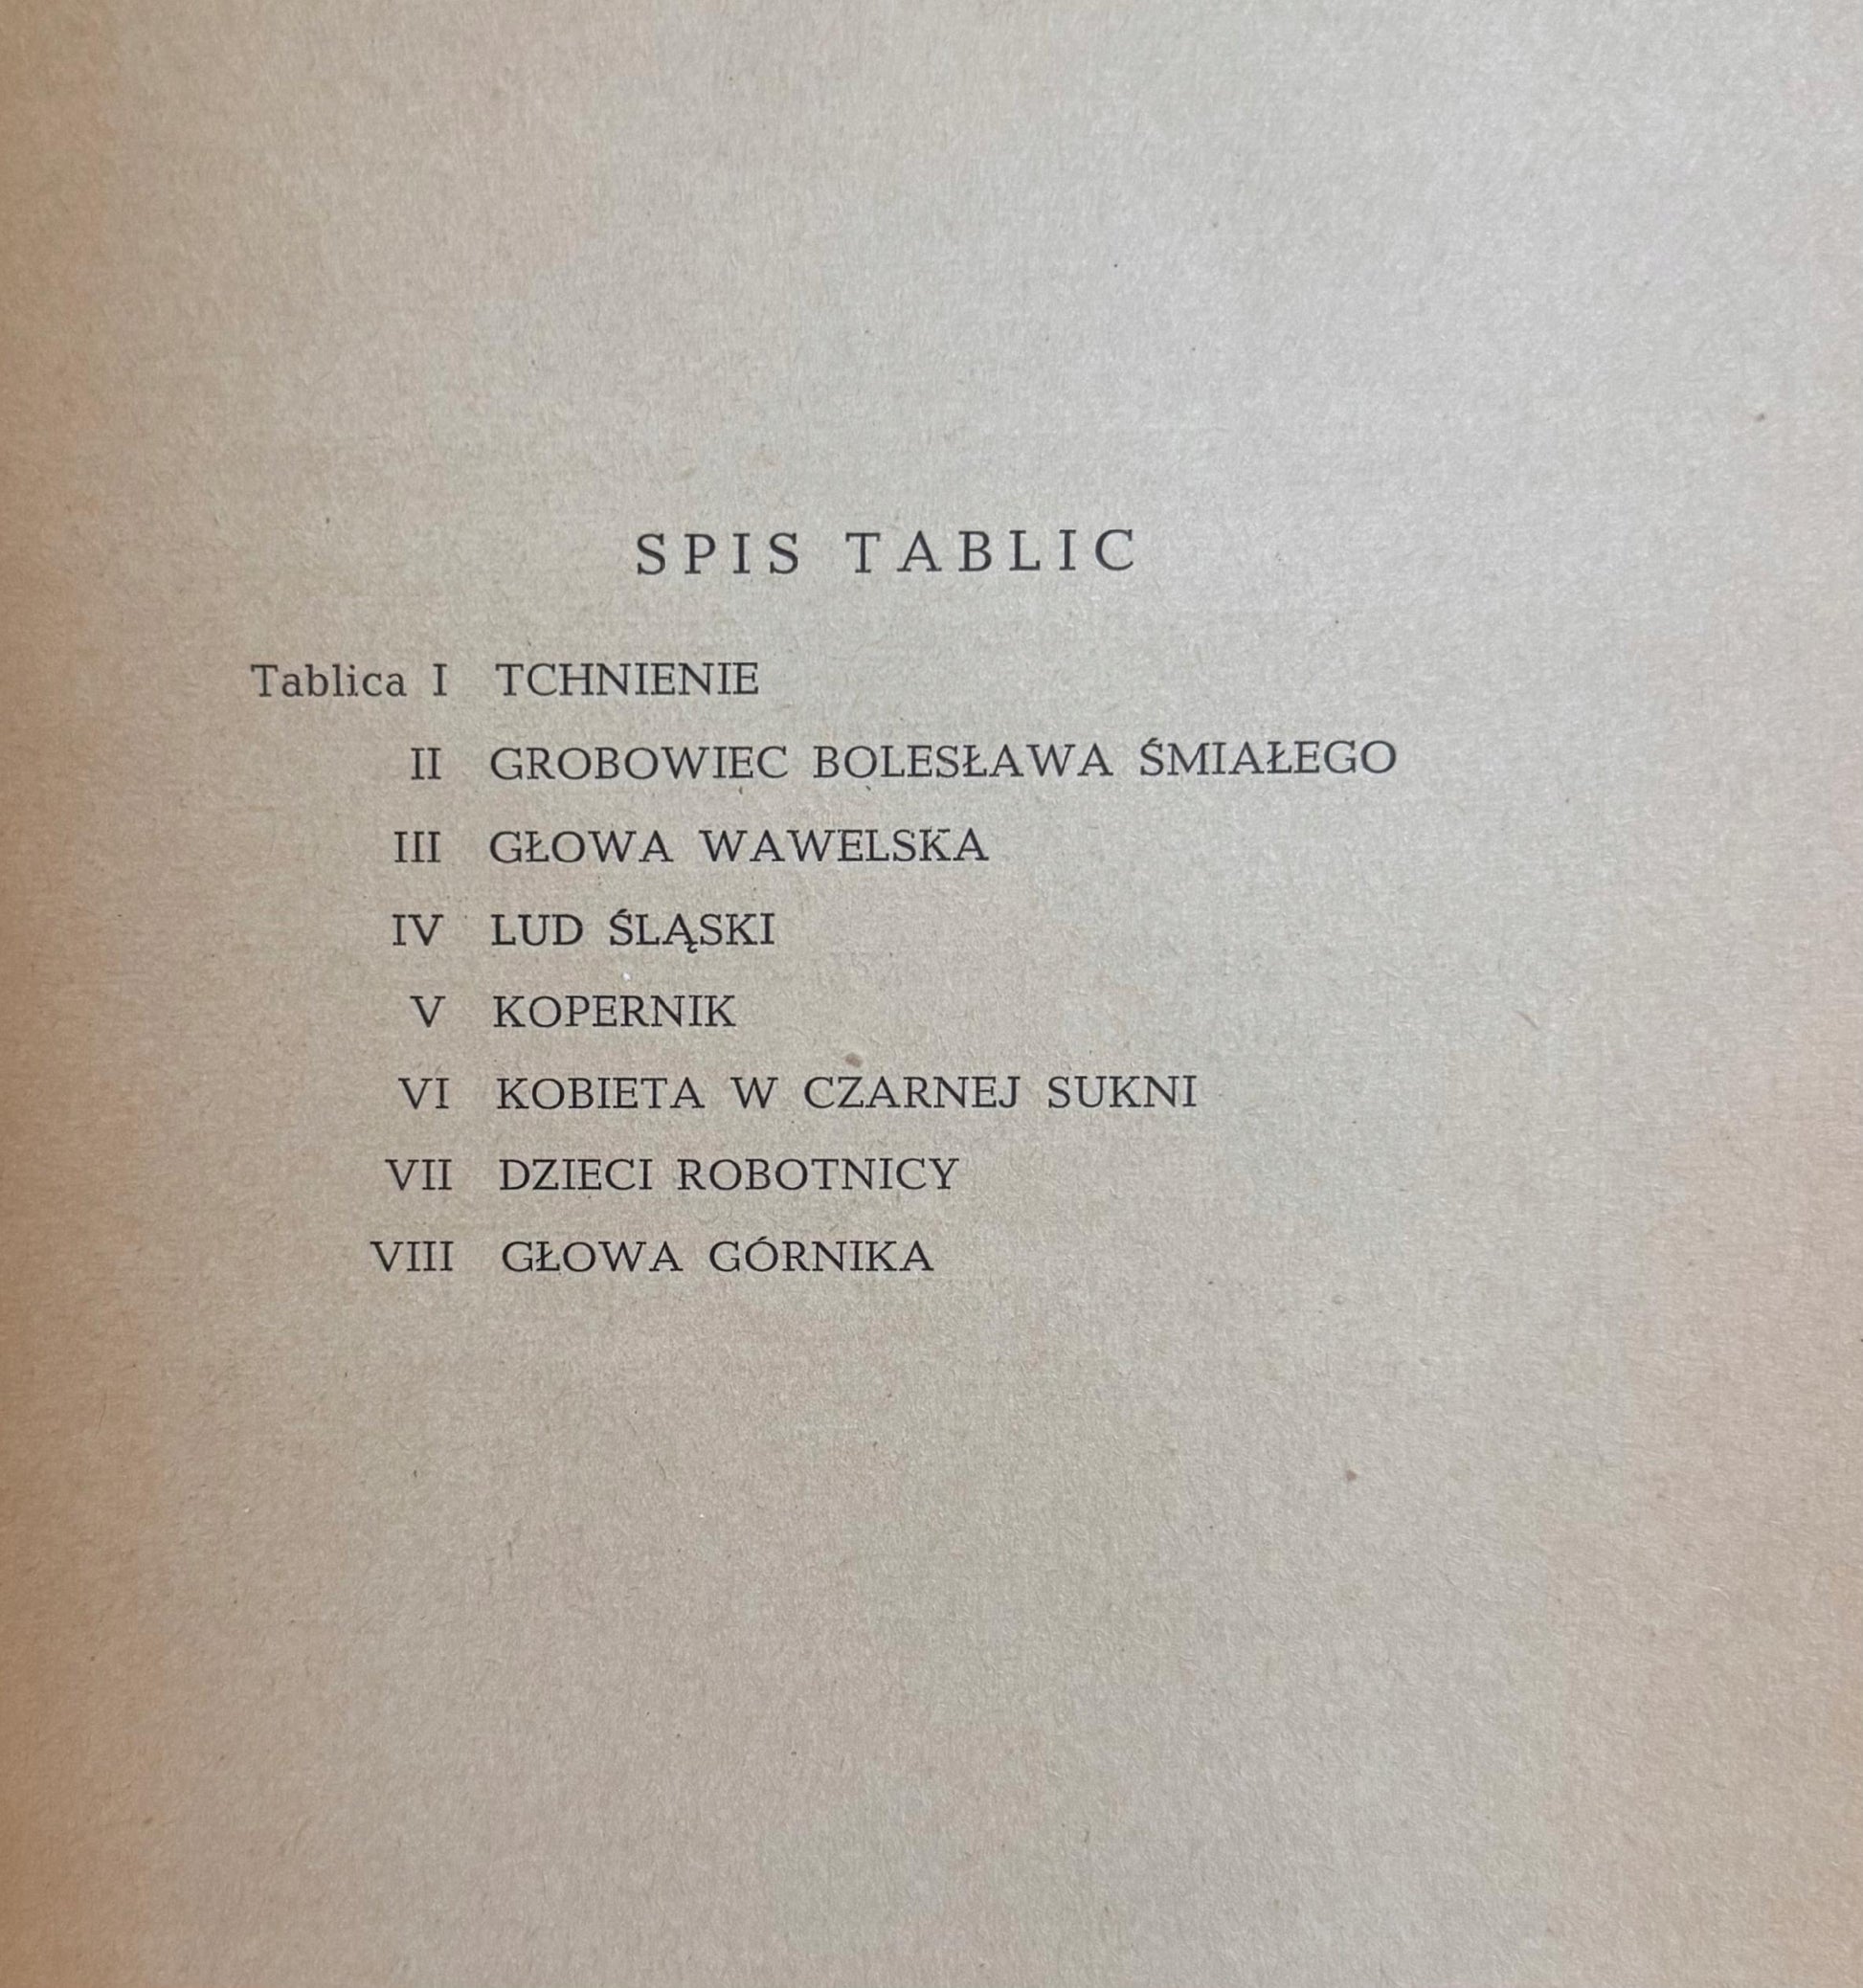 SPIS TABLIC
Tablica I TCHNIENIE
II GROBOWIEC BOLESŁAWA ŚMIAŁEGO
III GŁOWA WAWELSKA
IV LUD ŚLĄSKI
V KOPERNIK
VI KOBIETA W CZARNEJ SUKNI
VII DZIECI ROBOTNICY
VIII GŁOWA GÓRNIKA